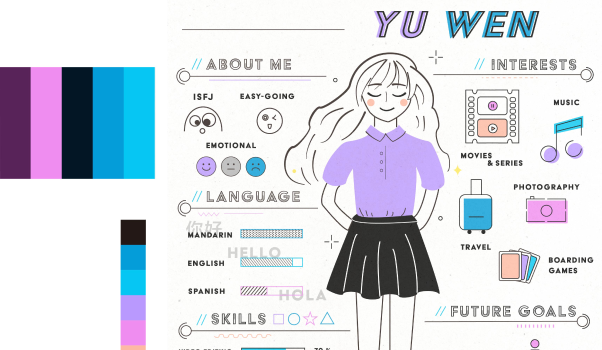 YU WEN
// ABOUT ME
ISFJ
EASY-GOING
EMOTIONAL
// LANGUAGE
你好
MANDARIN
HELLO
ENGLISH
SPANISH
HOLA
// SKILLS
// INTERESTS
MUSIC
MOVIES
& SERIES
PHOTOGRAPHY
TRAVEL
BOARDING
GAMES
// FUTURE GOALS